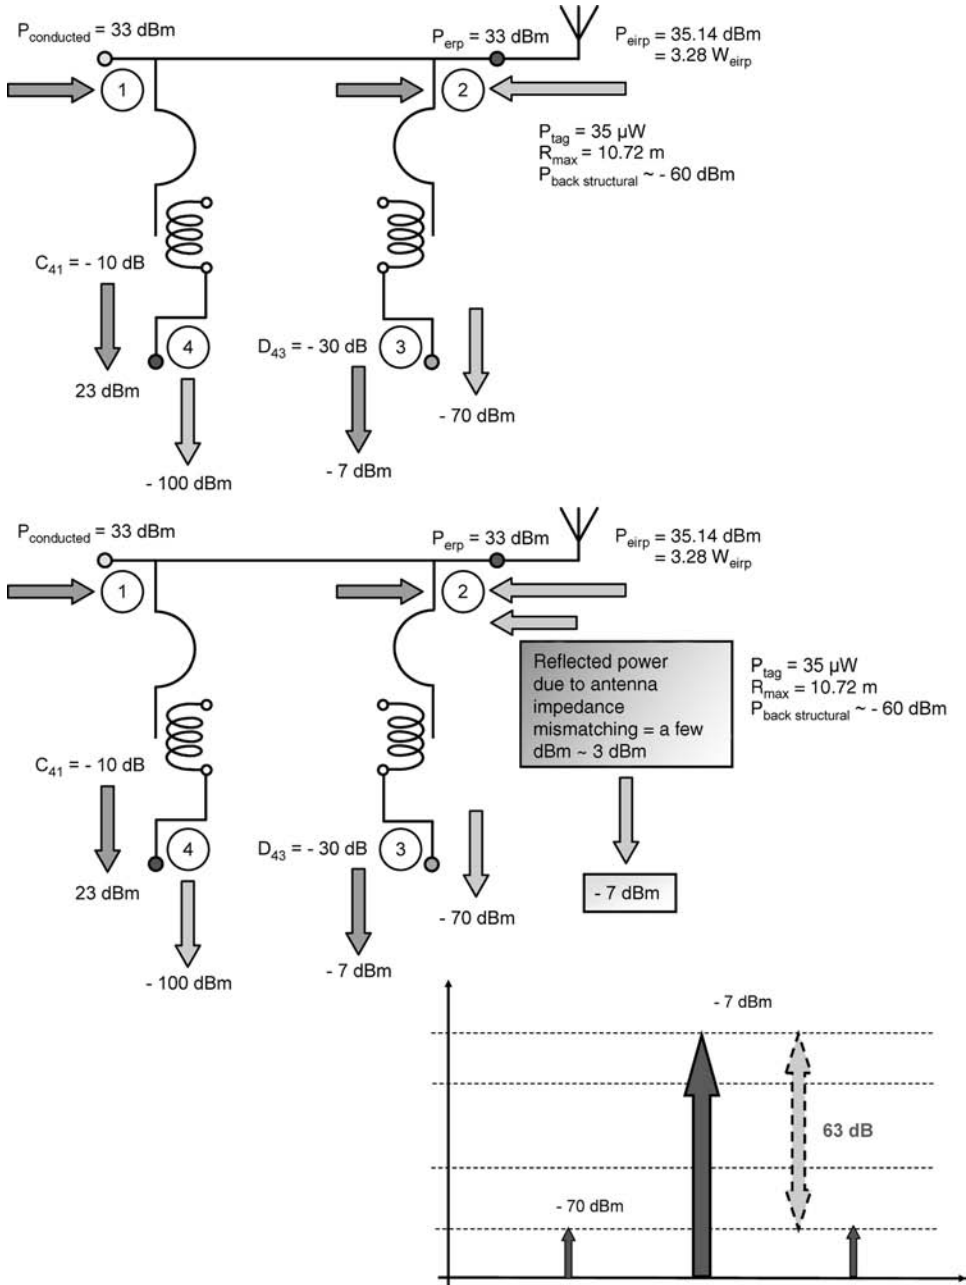 P_conducted = 33 dBm
P_erp = 33 dBm
P_eirp = 35.14 dBm
= 3.28 W_eirp
1
2
P_tag = 35 µW
R_max = 10.72 m
P_back structural ~ - 60 dBm
C_41 = - 10 dB
4
D_43 = - 30 dB
3
23 dBm
- 70 dBm
- 100 dBm
- 7 dBm
P_conducted = 33 dBm
P_erp = 33 dBm
P_eirp = 35.14 dBm
= 3.28 W_eirp
1
2
Reflected power
due to antenna
impedance
mismatching = a few
dBm ~ 3 dBm
P_tag = 35 µW
R_max = 10.72 m
P_back structural ~ - 60 dBm
C_41 = - 10 dB
4
D_43 = - 30 dB
3
23 dBm
- 7 dBm
- 70 dBm
- 100 dBm
- 7 dBm
- 7 dBm
63 dB
- 70 dBm